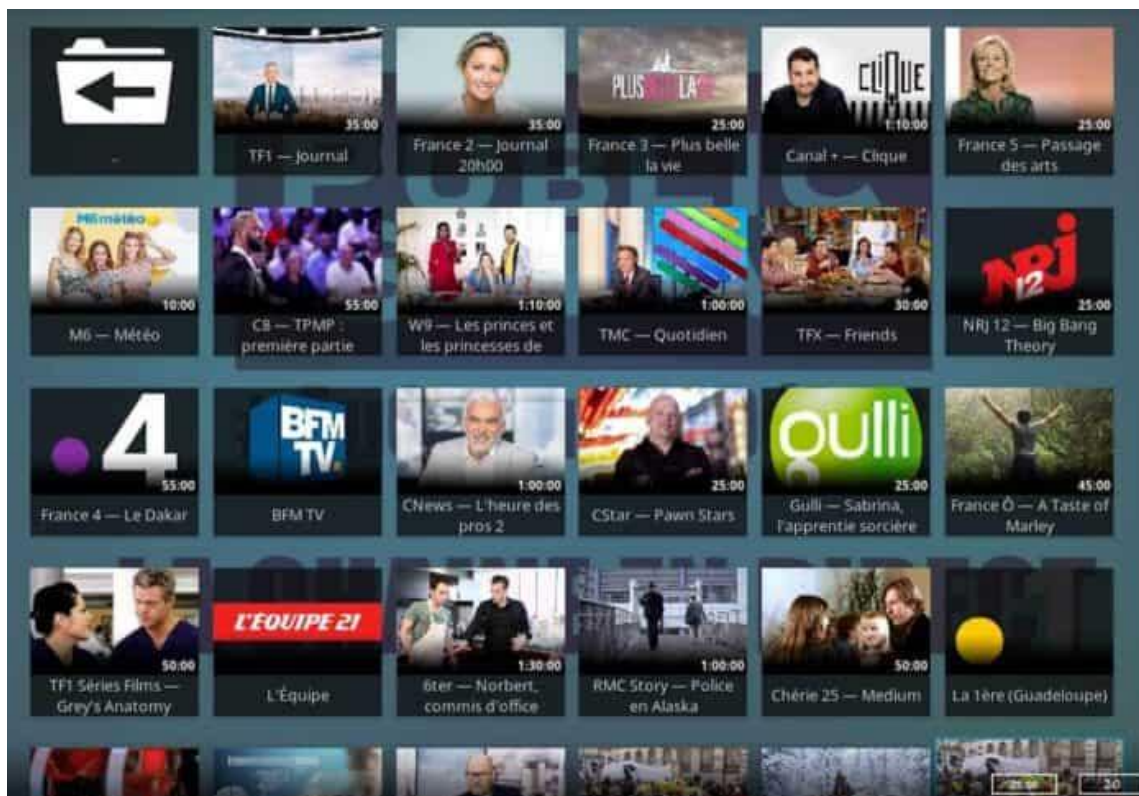 PLUS BELLE LA VIE
CLIQUE
35:00
35:00
25:00
1:10:00
25:00
..
TF1 — Journal
France 2 — Journal
20h00
France 3 — Plus belle
la vie
Canal + — Clique
France 5 — Passage
des arts
PUBLIC
M6 météo
NRJ
12
10:00
55:00
1:10:00
1:00:00
30:00
25:00
M6 — Météo
C8 — TPMP :
première partie
W9 — Les princes et
les princesses de
TMC — Quotidien
TFX — Friends
NRJ 12 — Big Bang
Theory
4
BFM
TV.
gulli
55:00
1:00:00
25:00
25:00
45:00
France 4 — Le Dakar
BFM TV
CNews — L'heure des
pros 2
CStar — Pawn Stars
Gulli — Sabrina,
l'apprentie sorcière
France Ô — A Taste of
Marley
L'ÉQUIPE 21
50:00
1:30:00
1:00:00
50:00
TF1 Séries Films —
Grey's Anatomy
L'Équipe
6ter — Norbert,
commis d'office
RMC Story — Police
en Alaska
Chérie 25 — Medium
La 1ère (Guadeloupe)
20